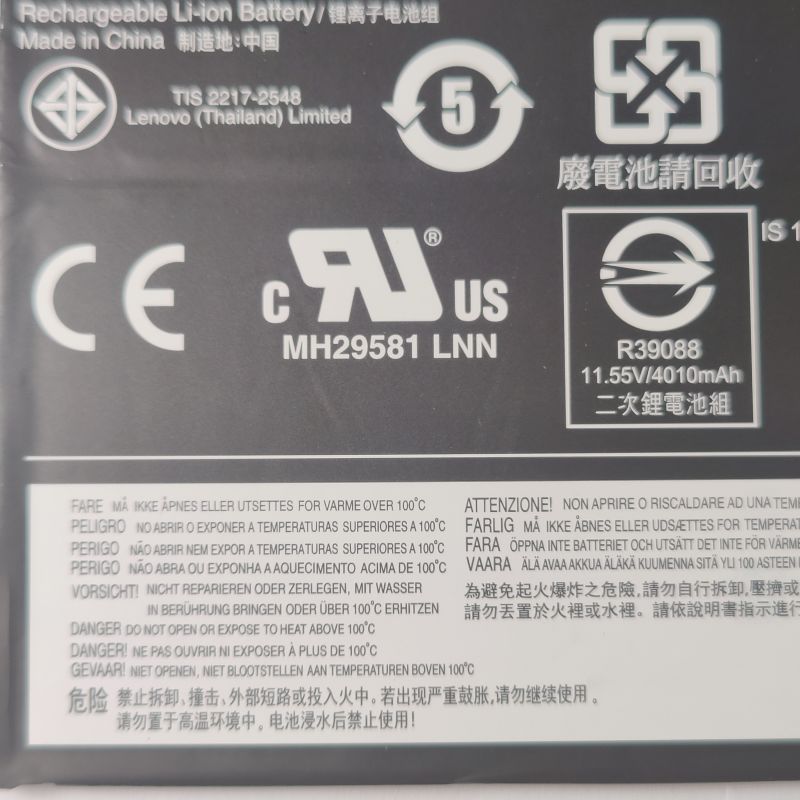 Rechargeable Li-ion Battery/锂离子电池组
Made in China 制造地:中国
TIS 2217-2548
Lenovo (Thailand) Limited
5
廢電池請回收
CE
C RU ® US
MH29581 LNN
IS 1
R39088
11.55V/4010mAh
二次鋰電池組
FARE MÅ IKKE ÅPNES ELLER UTSETTES FOR VARME OVER 100°C
PELIGRO NO ABRIR O EXPONER A TEMPERATURAS SUPERIORES A 100°C
PERIGO NÃO ABRIR NEM EXPOR A TEMPERATURAS SUPERIORES A 100°C
PERIGO NÃO ABRA OU EXPONHA A AQUECIMENTO ACIMA DE 100°C
VORSICHT! NICHT REPARIEREN ODER ZERLEGEN, MIT WASSER
IN BERÜHRUNG BRINGEN ODER ÜBER 100°C ERHITZEN
DANGER DO NOT OPEN OR EXPOSE TO HEAT ABOVE 100°C
DANGER! NE PAS OUVRIR NI EXPOSER A PLUS DE 100°C
GEVAAR! NIET OPENEN, NIET BLOOTSTELLEN AAN TEMPERATUREN BOVEN 100°C
危险 禁止拆卸、撞击、外部短路或投入火中。若出现严重鼓胀,请勿继续使用。
请勿置于高温环境中。电池浸水后禁止使用!
ATTENZIONE! NON APRIRE O RISCALDARE AD UNA TEM
FARLIG MÅ IKKE ÅBNES ELLER UDSÆTTES FOR TEMPERAT
FARA ÖPPNA INTE BATTERIET OCH UTSÄTT DET INTE FÖR VÄRME
VAARA ÄLÄ AVAA AKKUA ÄLÄKÄ KUUMENNA SITÄ YLI 100 ASTEEN
為避免起火爆炸之危險,請勿自行拆卸,壓擠或
請勿丟置於火裡或水裡。請依說明書指示進行